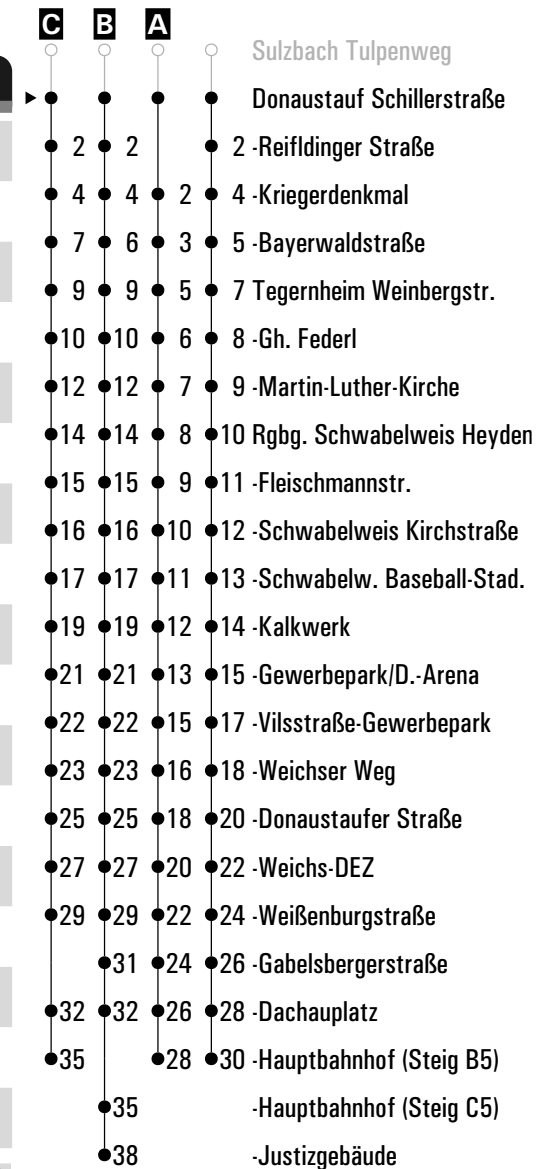 C B A
Sulzbach Tulpenweg
Donaustauf Schillerstraße
2 2 2 -Reifldinger Straße
4 4 2 4 -Kriegerdenkmal
7 6 3 5 -Bayerwaldstraße
9 9 5 7 Tegernheim Weinbergstr.
10 10 6 8 -Gh. Federl
12 12 7 9 -Martin-Luther-Kirche
14 14 8 10 Rgbg. Schwabelweis Heyden
15 15 9 11 -Fleischmannstr.
16 16 10 12 -Schwabelweis Kirchstraße
17 17 11 13 -Schwabelw. Baseball-Stad.
19 19 12 14 -Kalkwerk
21 21 13 15 -Gewerbepark/D.-Arena
22 22 15 17 -Vilsstraße-Gewerbepark
23 23 16 18 -Weichser Weg
25 25 18 20 -Donaustaufer Straße
27 27 20 22 -Weichs-DEZ
29 29 22 24 -Weißenburgstraße
31 24 26 -Gabelsbergerstraße
32 32 26 28 -Dachauplatz
35 28 30 -Hauptbahnhof (Steig B5)
35 -Hauptbahnhof (Steig C5)
38 -Justizgebäude